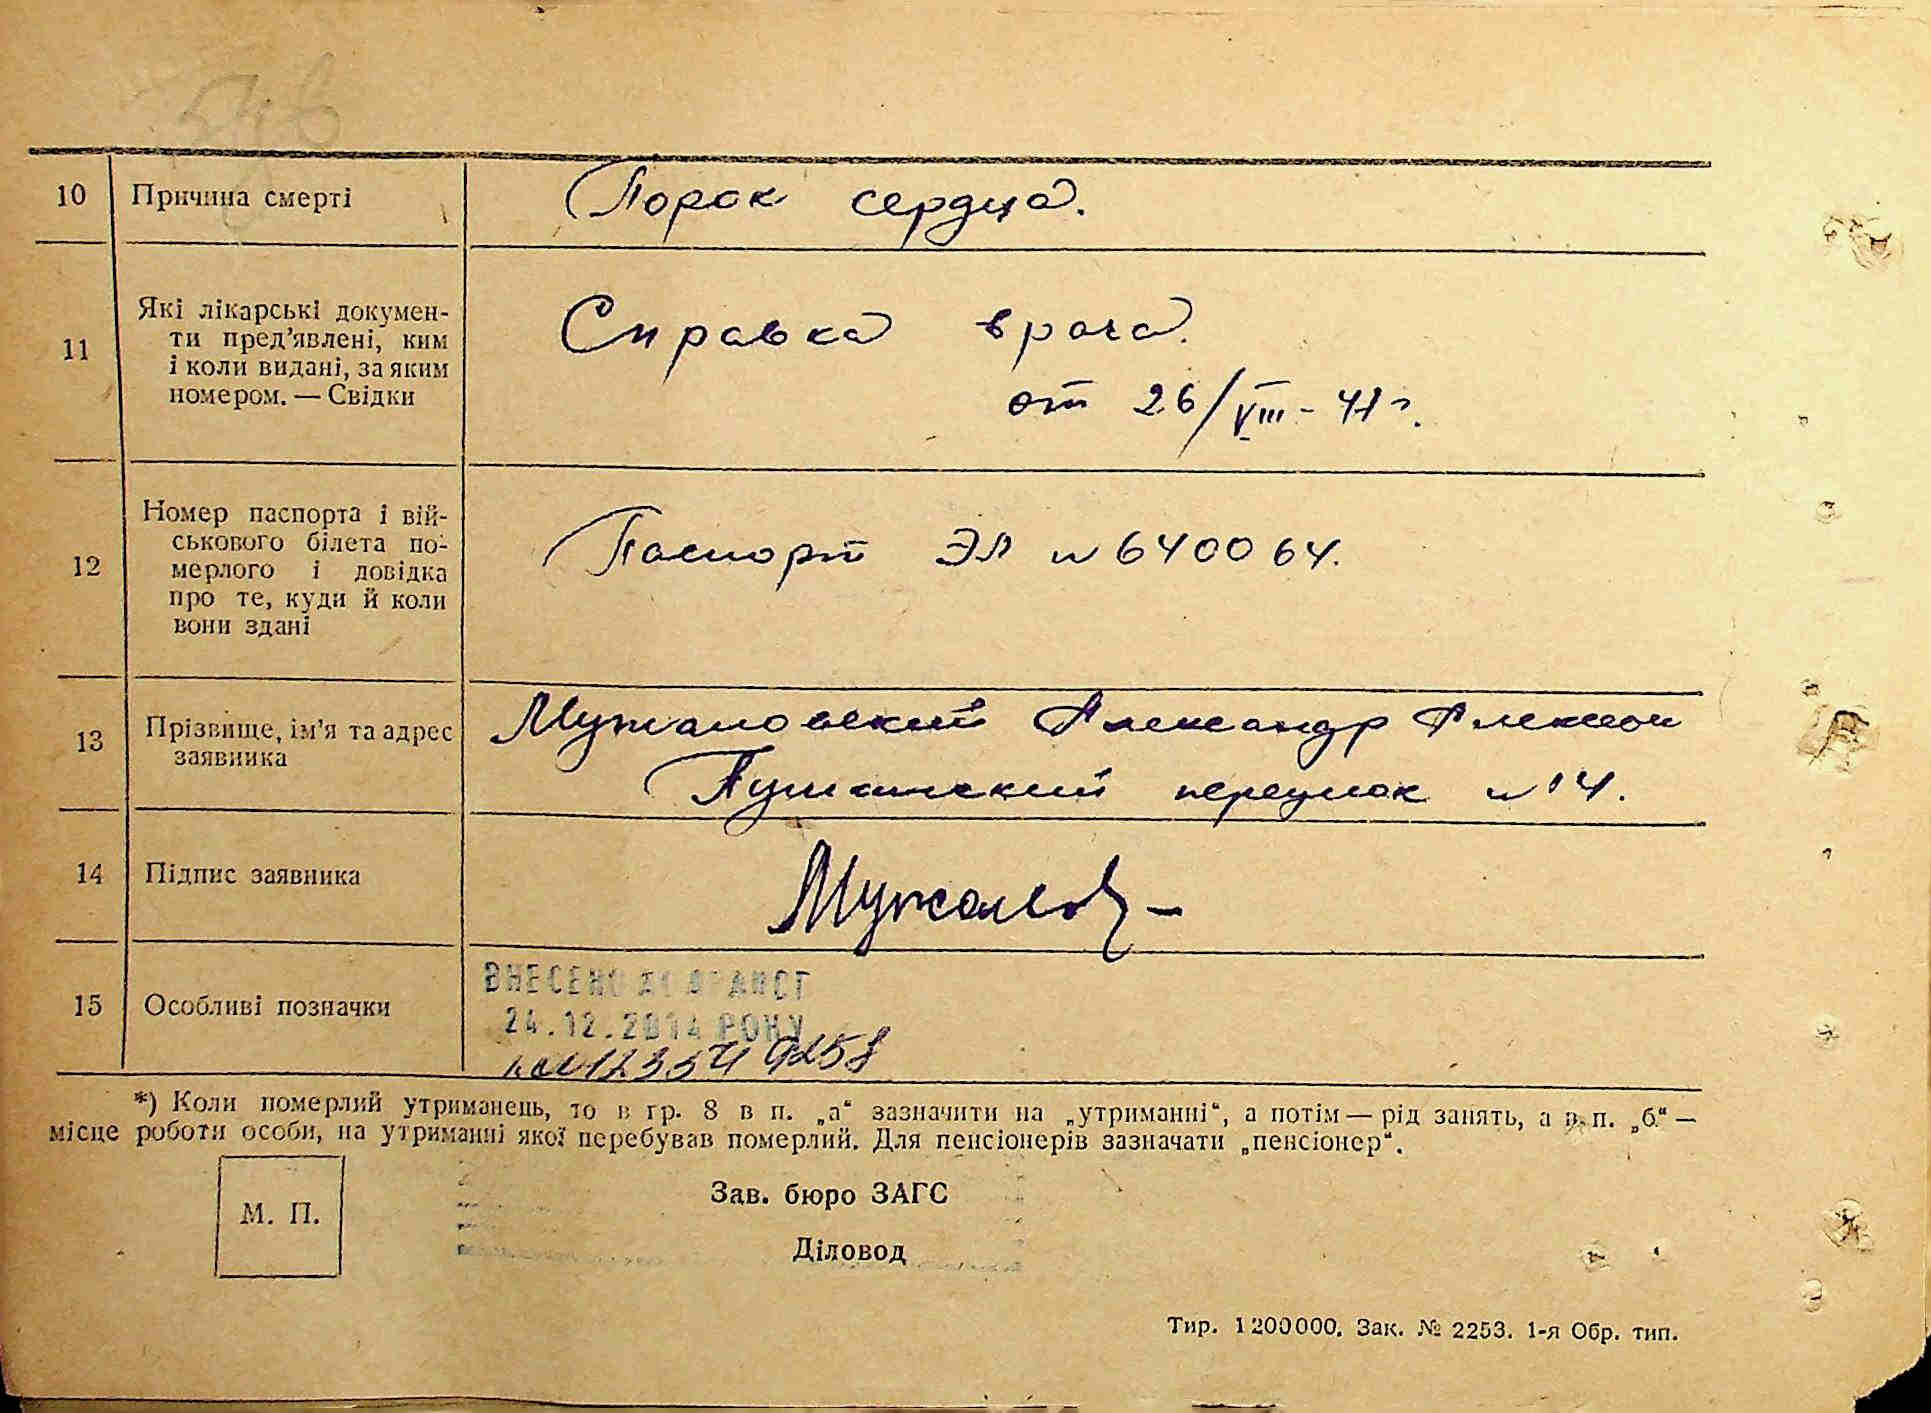 10 Причина смерті Порок сердца.
11 Які лікарські докумен-
ти пред’явлені, ким
і коли видані, за яким
номером. — Свідки
Справка врача.
от 26/VIII - 41 г.
12 Номер паспорта і вій-
ськового білета по-
мерлого і довідка
про те, куди й коли
вони здані
Паспорт ЭЛ № 640064.
13 Прізвище, ім’я та адрес
заявника
Мужановский Александр
переулок № 14.
14 Підпис заявника
15 Особливі позначки
ВНЕСЕНО ДО
24.12.2014 РОКУ
*) Коли померлий утриманець, то в гр. 8 в п. „а“ зазначити на „утриманні“, а потім — рід занять, а в п. „б“ —
місце роботи особи, на утриманні якої перебував померлий. Для пенсіонерів зазначати „пенсіонер“.
М. П.
Зав. бюро ЗАГС
Діловод
Тир. 1200000. Зак. № 2253. 1-я Обр. тип.